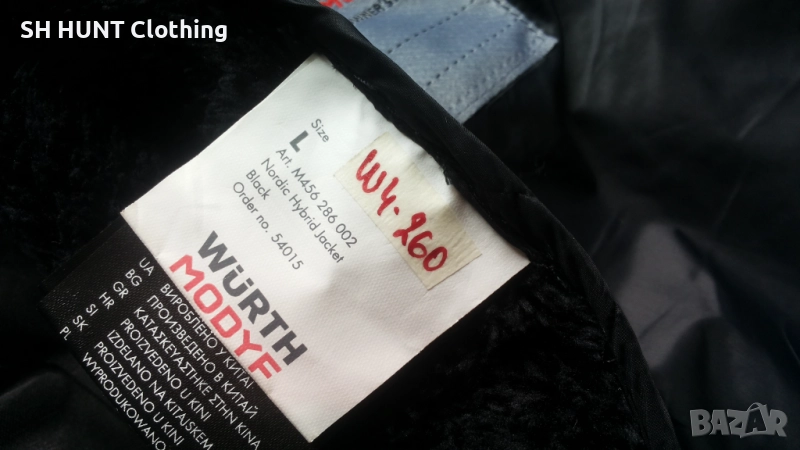 SH HUNT Clothing
Size
L
Art. M456 286 002
Nordic Hybrid Jacket
Black
Order no. 54015
W4-260
WÜRTH
MODYF
UA ВИРОБЛЕНО У КИТАЇ
BG ПРОИЗВЕДЕНО В КИТАЙ
GR ΚΑΤΑΣΚΕΥΑΣΤΗΚΕ ΣΤΗΝ ΚΙΝΑ
HR PROIZVEDENO U KINI
SI IZDELANO NA KITAJSKEM
SK PROIZVEDENO U KINI
PL WYPRODUKOWANO
BAZAR